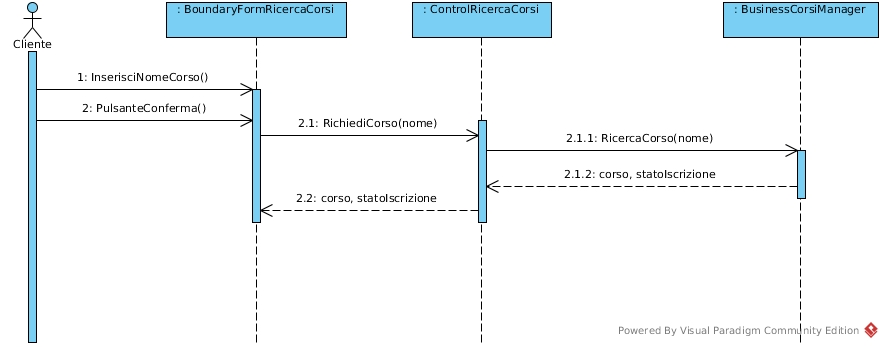 : BoundaryFormRicercaCorsi
: ControlRicercaCorsi
: BusinessCorsiManager
Cliente
1: InserisciNomeCorso()
2: PulsanteConferma()
2.1: RichiediCorso(nome)
2.1.1: RicercaCorso(nome)
2.1.2: corso, statoIscrizione
2.2: corso, statoIscrizione
Powered By Visual Paradigm Community Edition